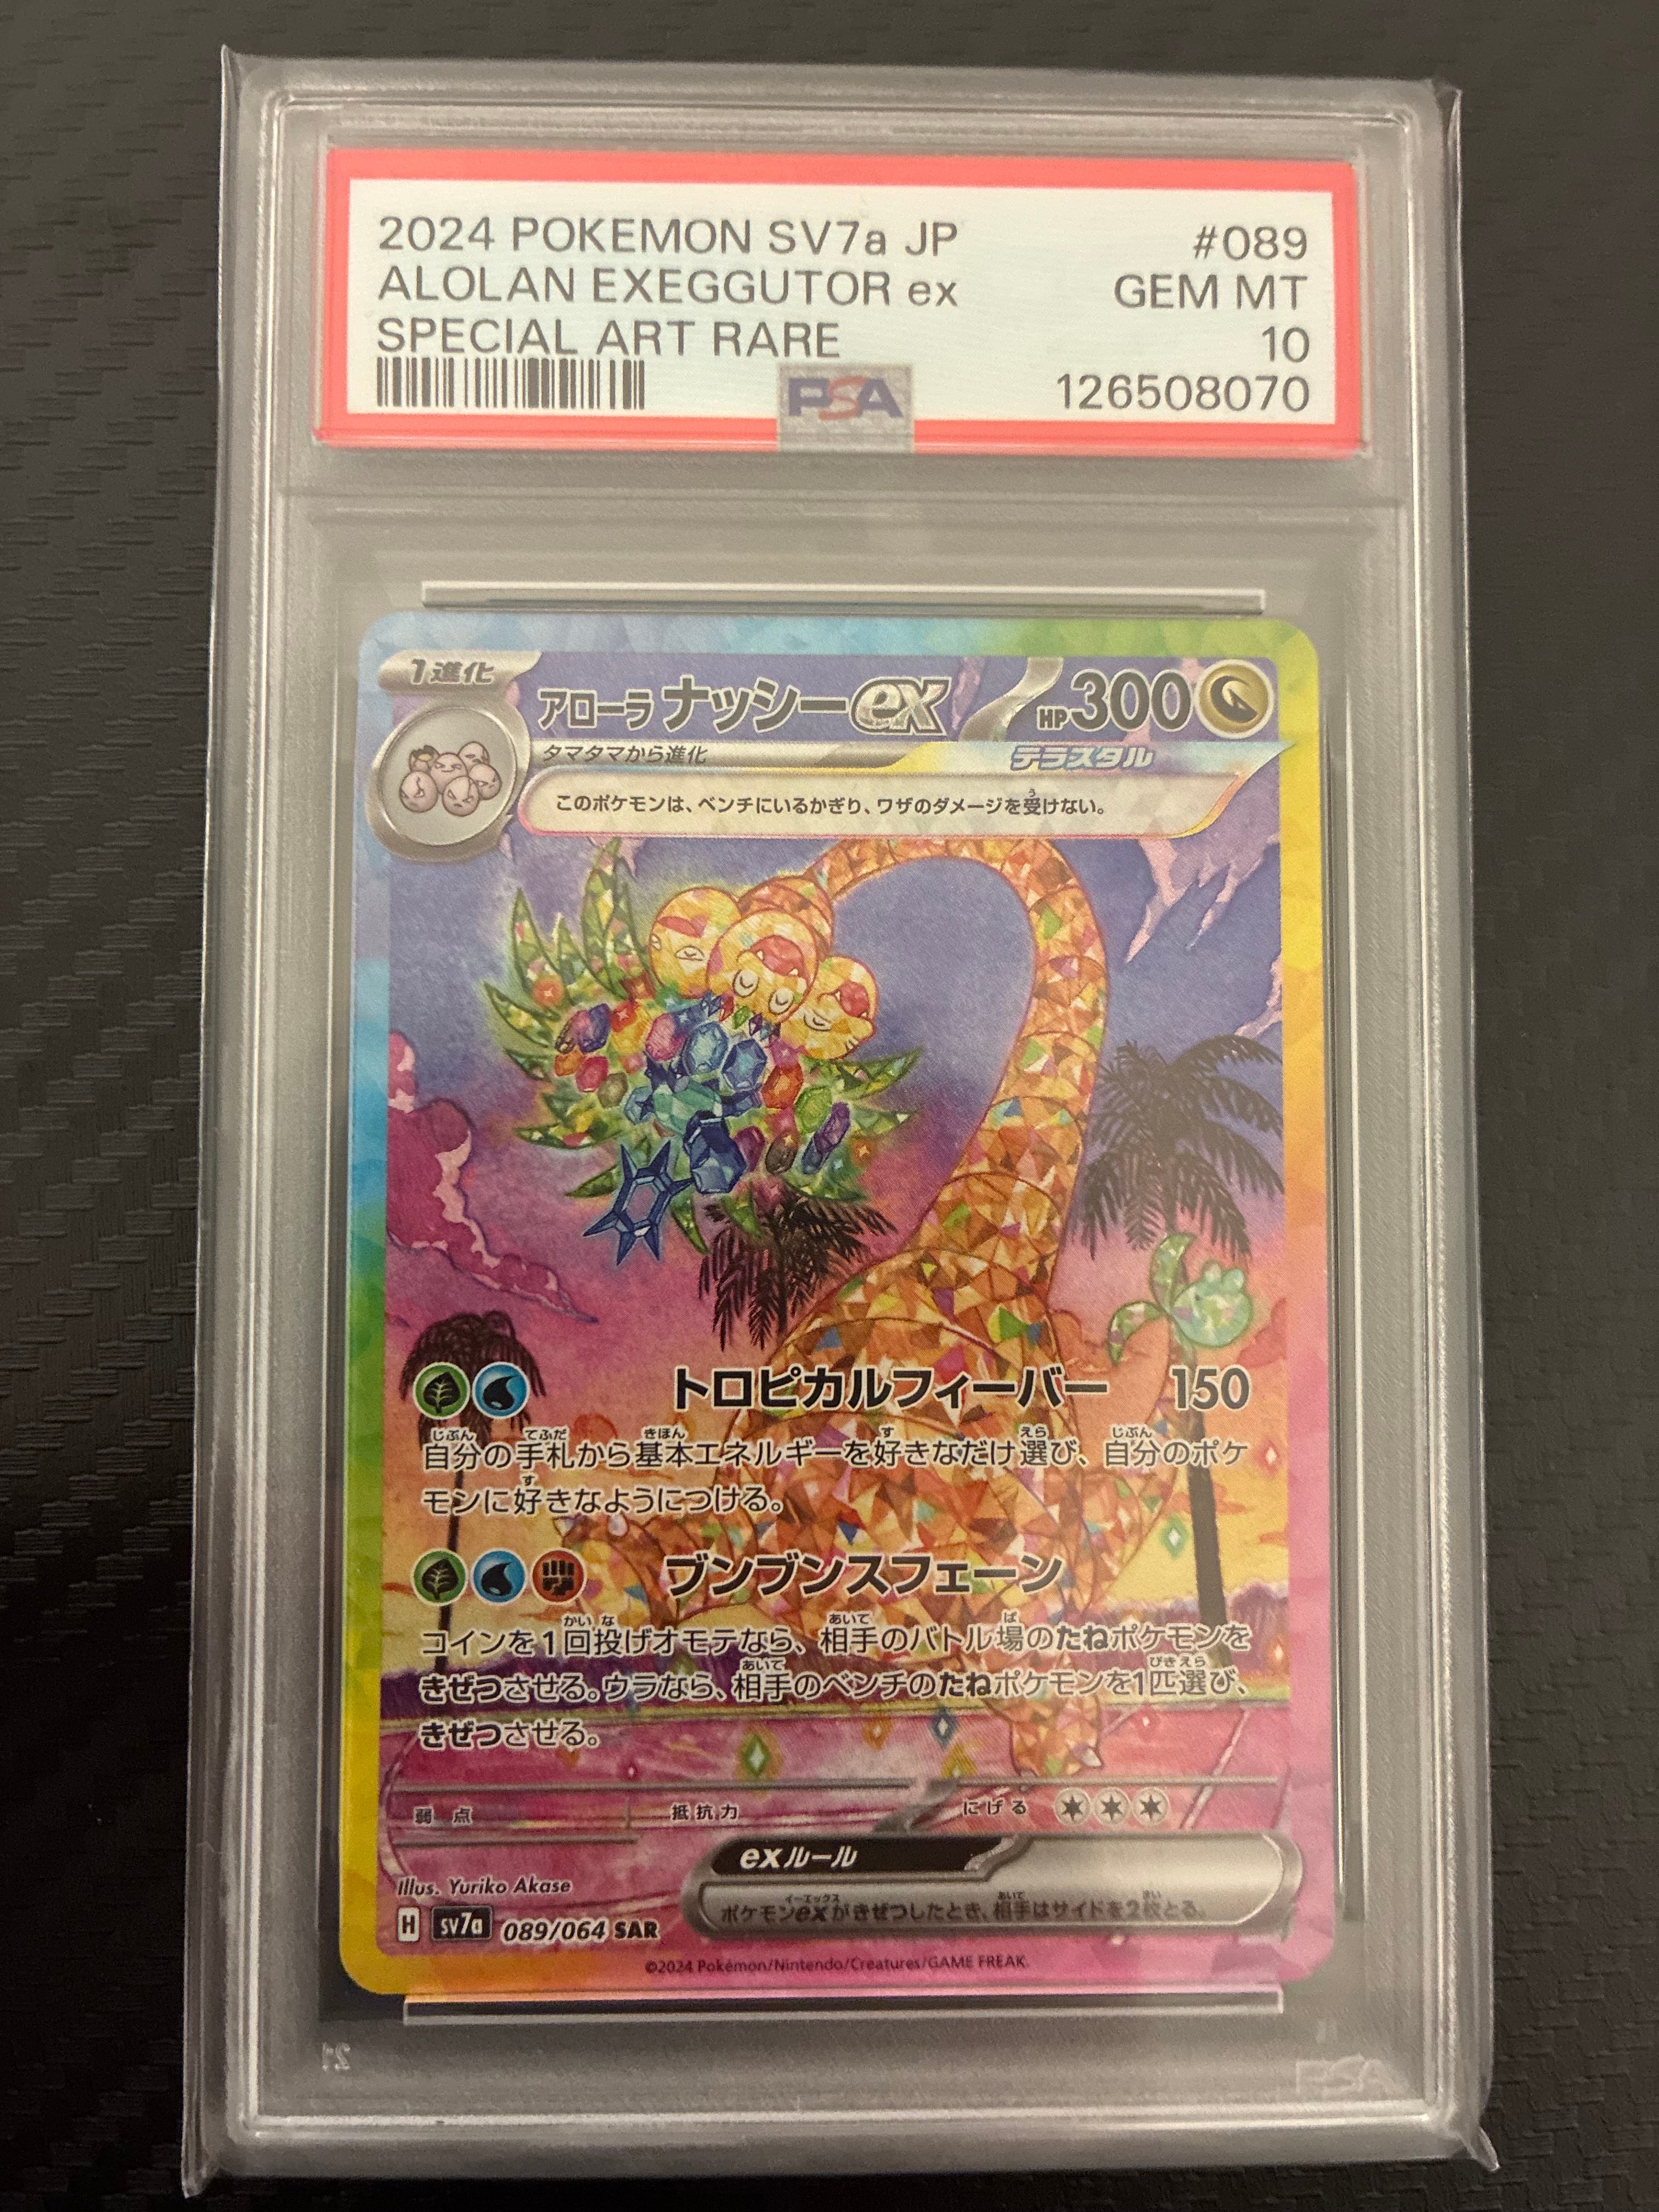 2024 POKEMON SV7a JP #089
ALOLAN EXEGGUTOR ex GEM MT
SPECIAL ART RARE 10
PSA 126508070
1進化
アローラ ナッシーex HP300
タマタマから進化 テラスタル
このポケモンは、ベンチにいるかぎり、ワザのダメージを受けない。
トロピカルフィーバー 150
自分の手札から基本エネルギーを好きなだけ選び、自分のポケ
モンに好きなようにつける。
ブンブンスフェーン
コインを1回投げオモテなら、相手のバトル場のたねポケモンを
きぜつさせる。ウラなら、相手のベンチのたねポケモンを1匹選び、
きぜつさせる。
弱点 抵抗力 にげる
exルール
ポケモンexがきぜつしたとき、相手はサイドを2枚とる。
Illus. Yuriko Akase
H sv7a 089/064 SAR
©2024 Pokémon/Nintendo/Creatures/GAME FREAK.
21
PSA